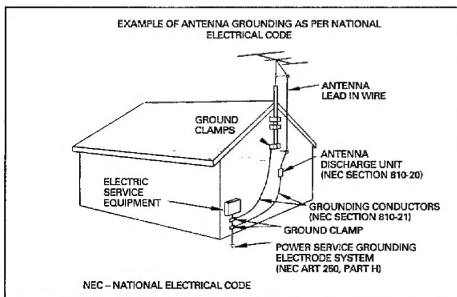 EXAMPLE OF ANTENNA GROUNDING AS PER NATIONAL
ELECTRICAL CODE
ANTENNA
LEAD IN WIRE
GROUND
CLAMPS
ANTENNA
DISCHARGE UNIT
(NEC SECTION 810-20)
ELECTRIC
SERVICE
EQUIPMENT
GROUNDING CONDUCTORS
(NEC SECTION 810-21)
GROUND CLAMP
POWER SERVICE GROUNDING
ELECTRODE SYSTEM
(NEC ART 250, PART H)
NEC – NATIONAL ELECTRICAL CODE